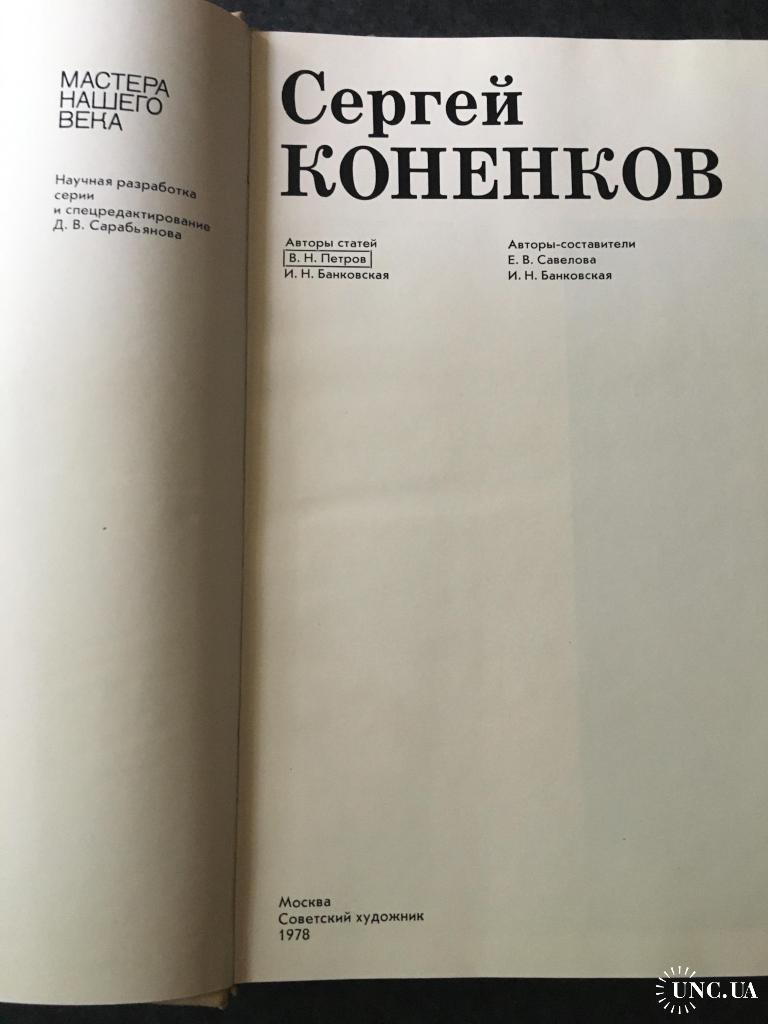 МАСТЕРА
НАШЕГО
ВЕКА
Научная разработка
серии
и спецредактирование
Д. В. Сарабьянова
Сергей
КОНЕНКОВ
Авторы статей
В. Н. Петров
И. Н. Банковская
Авторы-составители
Е. В. Савелова
И. Н. Банковская
Москва
Советский художник
1978
UNC.UA